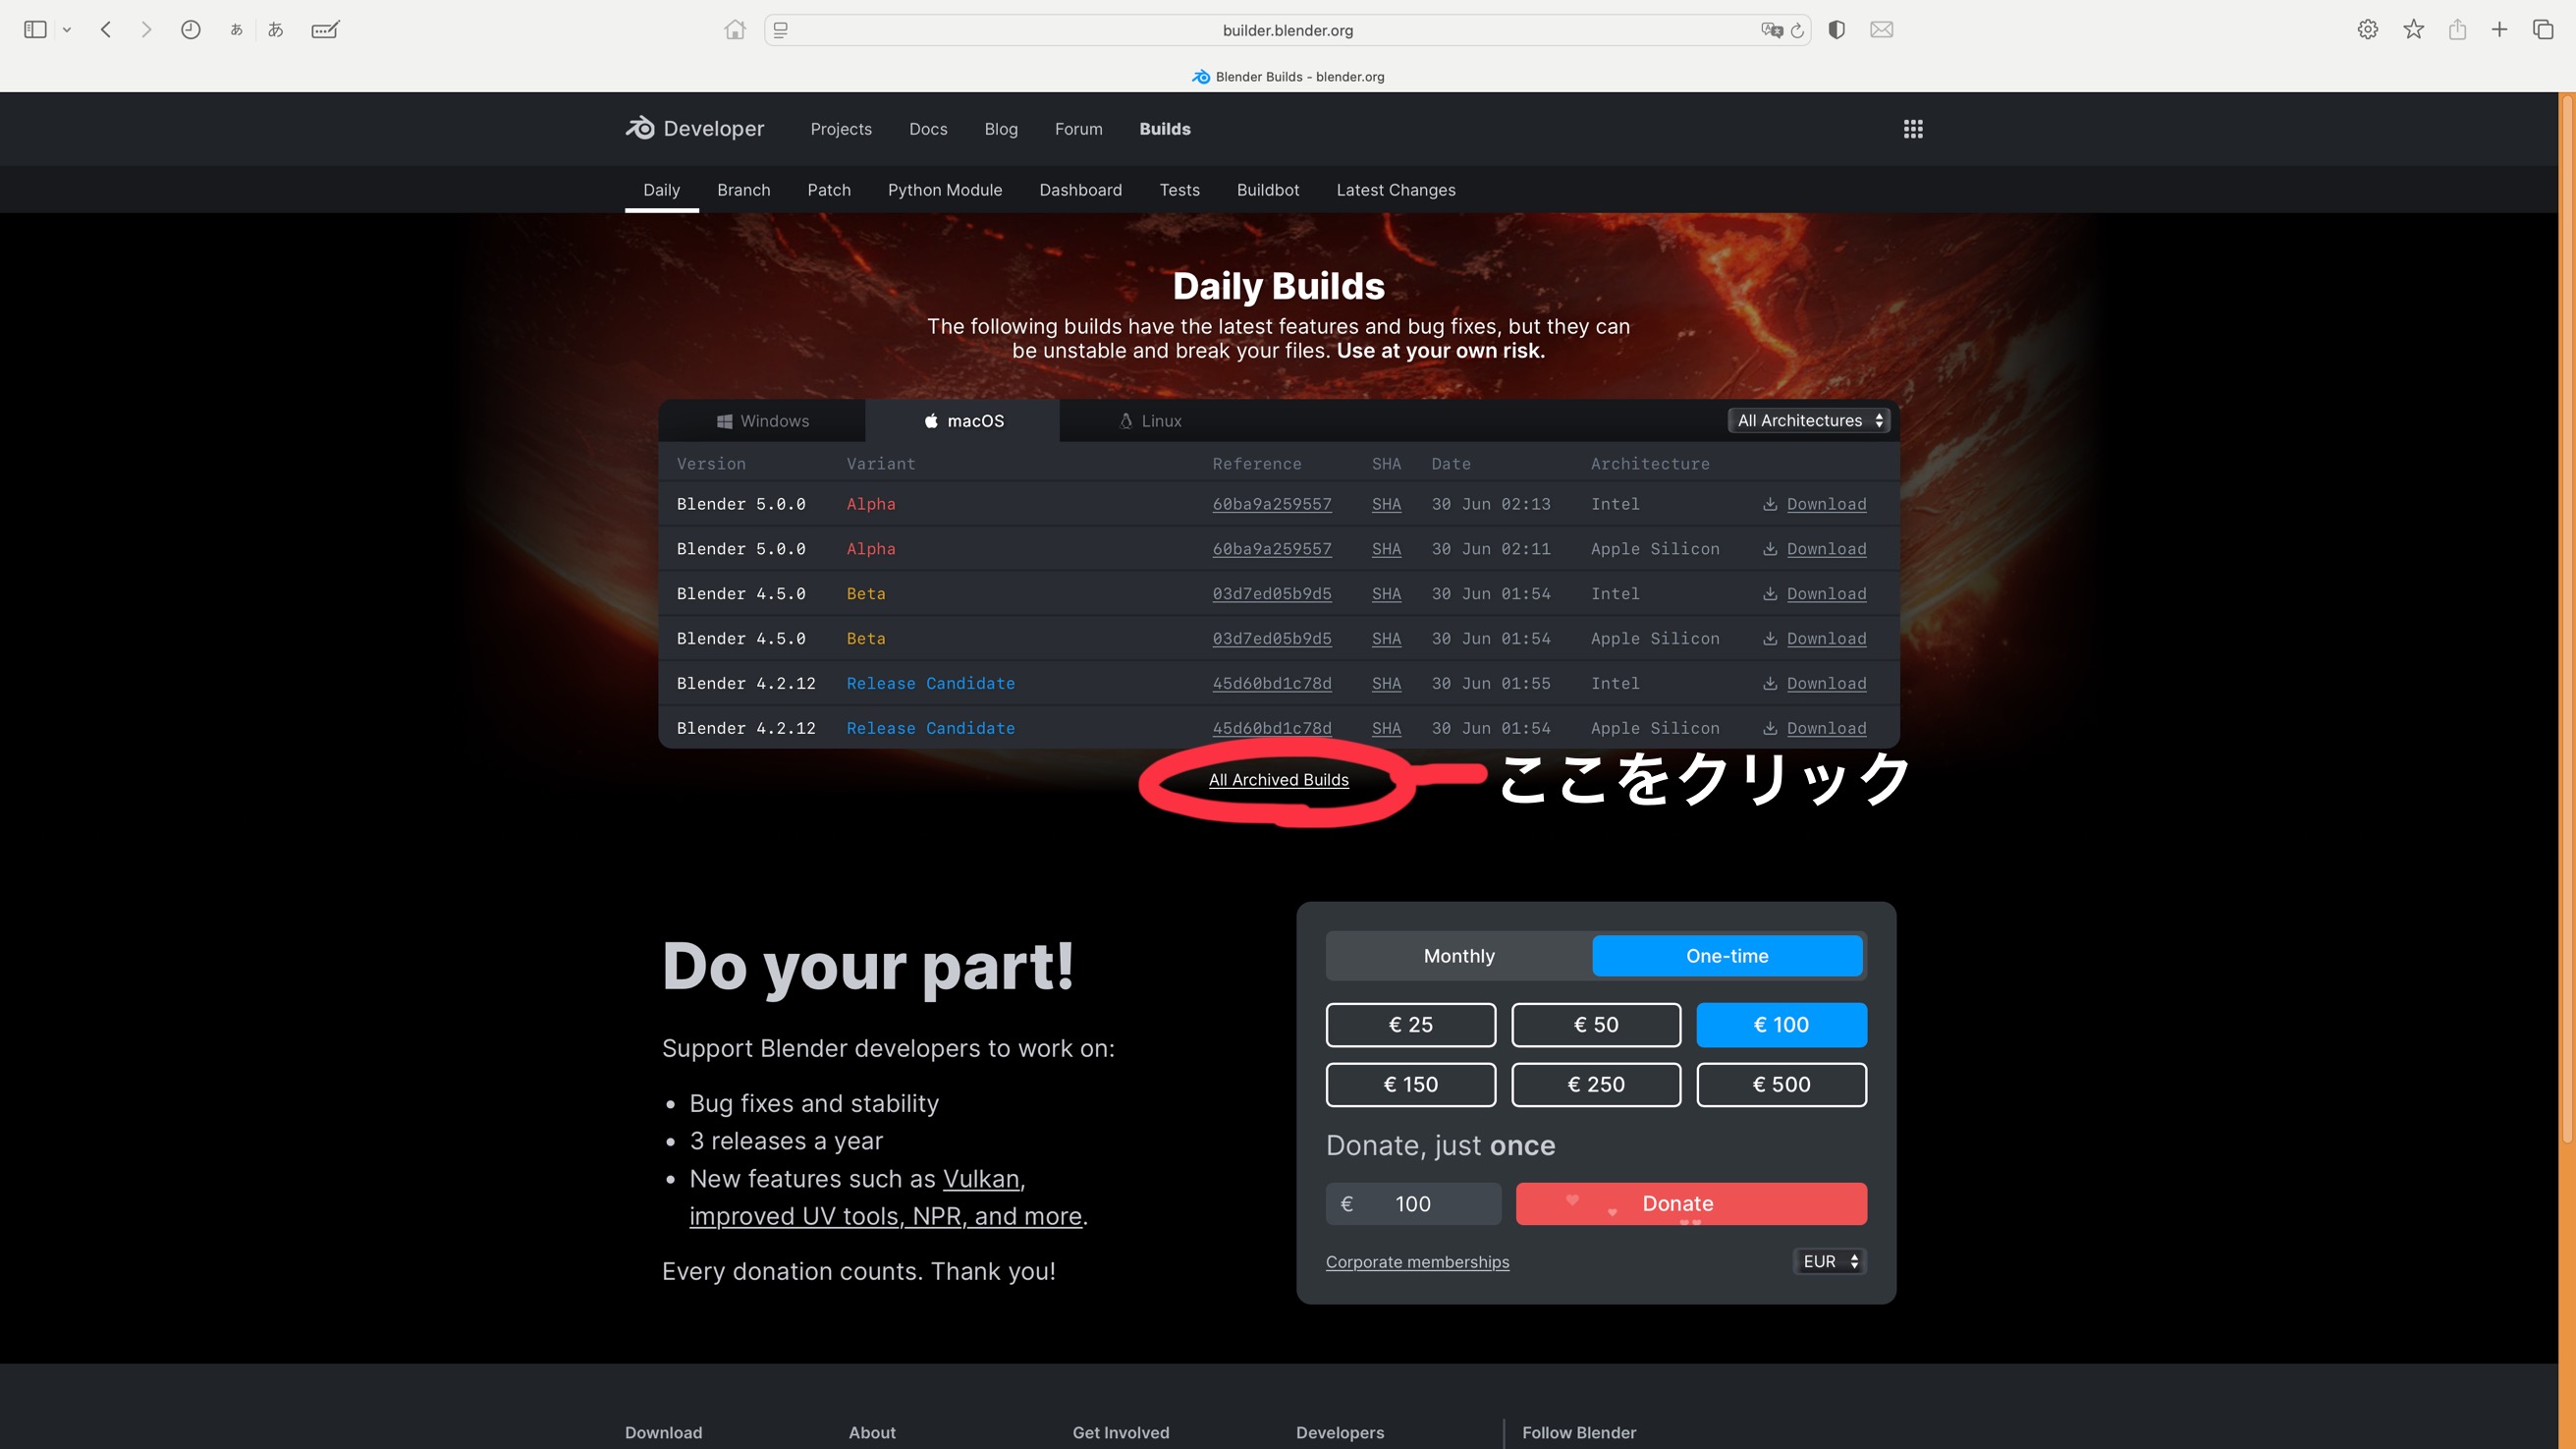 あ あ
builder.blender.org
Blender Builds - blender.org
Developer Projects Docs Blog Forum Builds
Daily Branch Patch Python Module Dashboard Tests Buildbot Latest Changes
Daily Builds
The following builds have the latest features and bug fixes, but they can
be unstable and break your files. Use at your own risk.
Windows macOS Linux All Architectures
Version Variant Reference SHA Date Architecture
Blender 5.0.0 Alpha 60ba9a259557 SHA 30 Jun 02:13 Intel Download
Blender 5.0.0 Alpha 60ba9a259557 SHA 30 Jun 02:11 Apple Silicon Download
Blender 4.5.0 Beta 03d7ed05b9d5 SHA 30 Jun 01:54 Intel Download
Blender 4.5.0 Beta 03d7ed05b9d5 SHA 30 Jun 01:54 Apple Silicon Download
Blender 4.2.12 Release Candidate 45d60bd1c78d SHA 30 Jun 01:55 Intel Download
Blender 4.2.12 Release Candidate 45d60bd1c78d SHA 30 Jun 01:54 Apple Silicon Download
All Archived Builds ここをクリック
Do your part!
Support Blender developers to work on:
• Bug fixes and stability
• 3 releases a year
• New features such as Vulkan,
improved UV tools, NPR, and more.
Every donation counts. Thank you!
Monthly One-time
€ 25 € 50 € 100
€ 150 € 250 € 500
Donate, just once
€ 100 Donate
Corporate memberships EUR
Download About Get Involved Developers Follow Blender